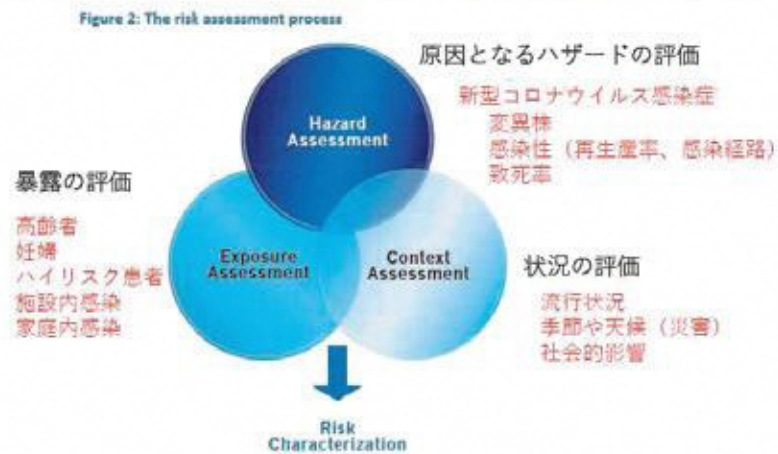 Figure 2: The risk assessment process
原因となるハザードの評価
新型コロナウイルス感染症
変異株
感染性（再生産率、感染経路）
致死率
Hazard
Assessment
暴露の評価
高齢者
妊婦
ハイリスク患者
施設内感染
家庭内感染
Exposure
Assessment
Context
Assessment
状況の評価
流行状況
季節や天候（災害）
社会的影響
Risk
Characterization